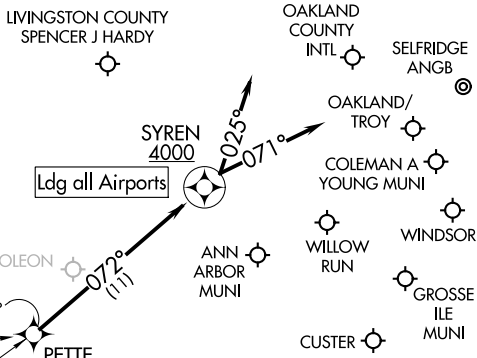 LIVINGSTON COUNTY
SPENCER J HARDY
OAKLAND
COUNTY
INTL
SELFRIDGE
ANGB
OAKLAND/
TROY
SYREN
4000
025°
071°
Ldg all Airports
COLEMAN A
YOUNG MUNI
WINDSOR
WILLOW
RUN
ANN
ARBOR
MUNI
OLEON
072°
(11)
GROSSE
ILE
MUNI
CUSTER
PETTE